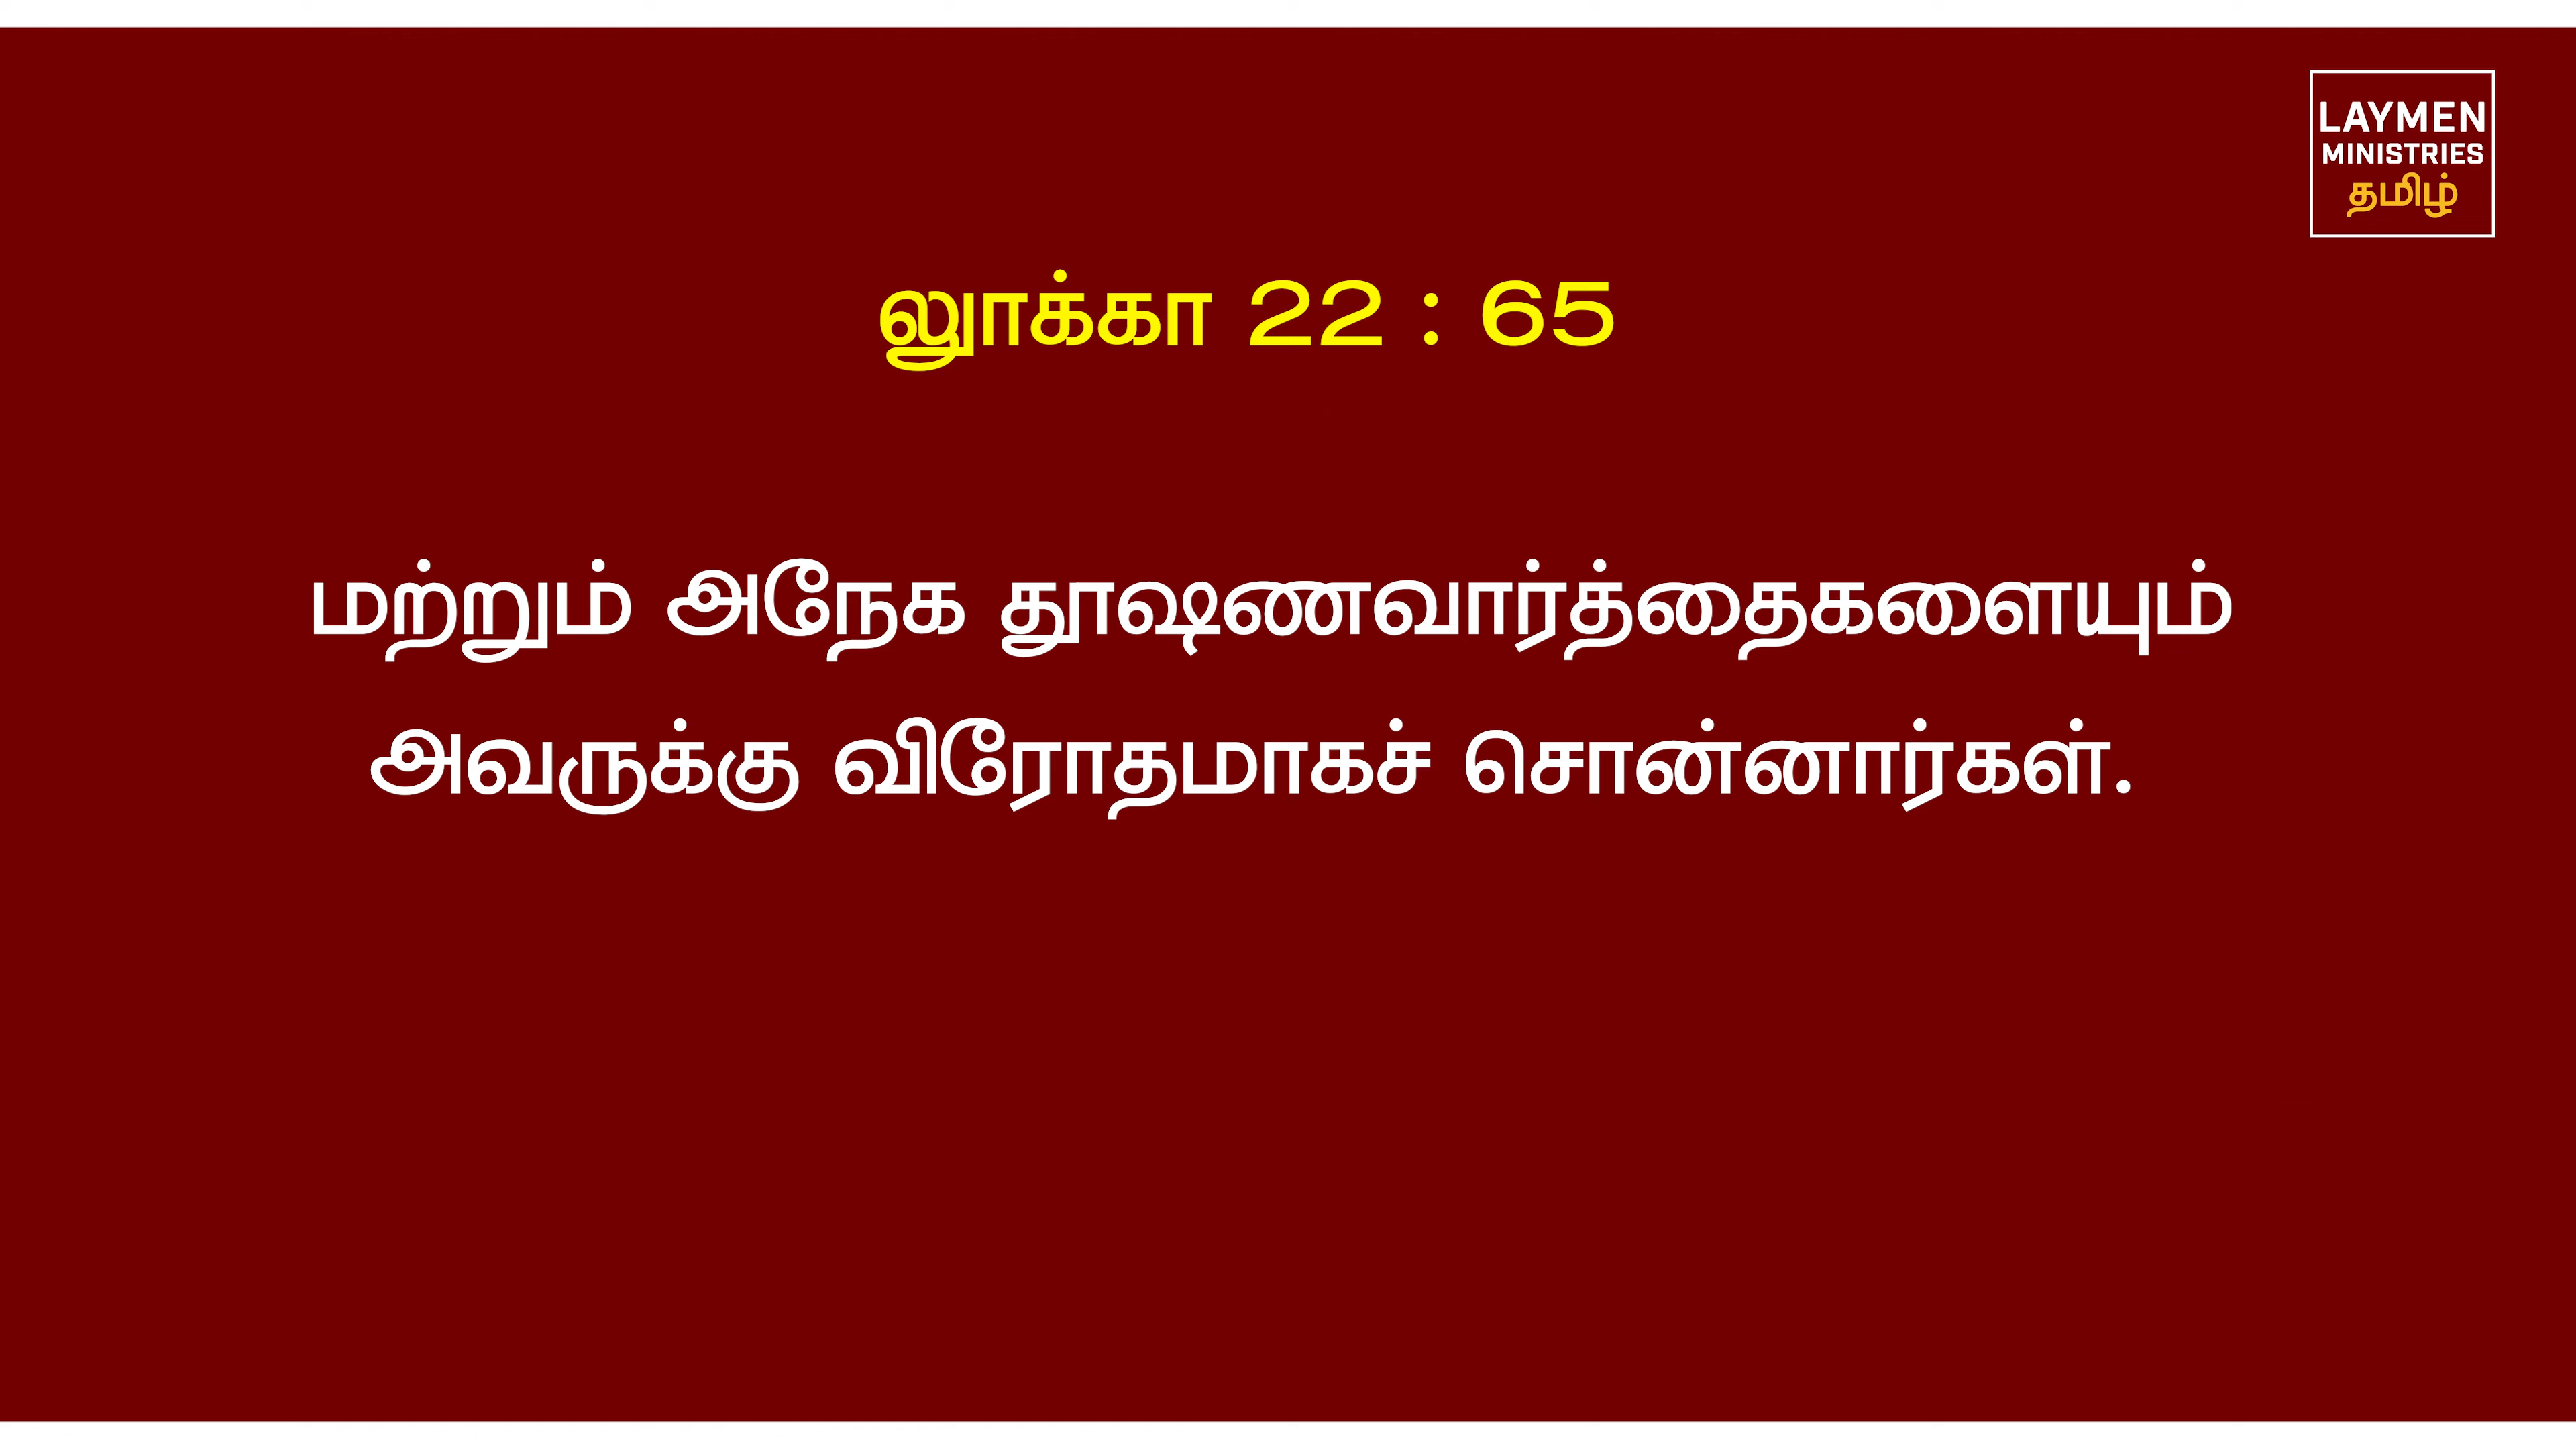 LAYMEN
MINISTRIES
தமிழ்
லூக்கா 22 : 65
மற்றும் அநேக தூஷணவார்த்தைகளையும்
அவருக்கு விரோதமாகச் சொன்னார்கள்.